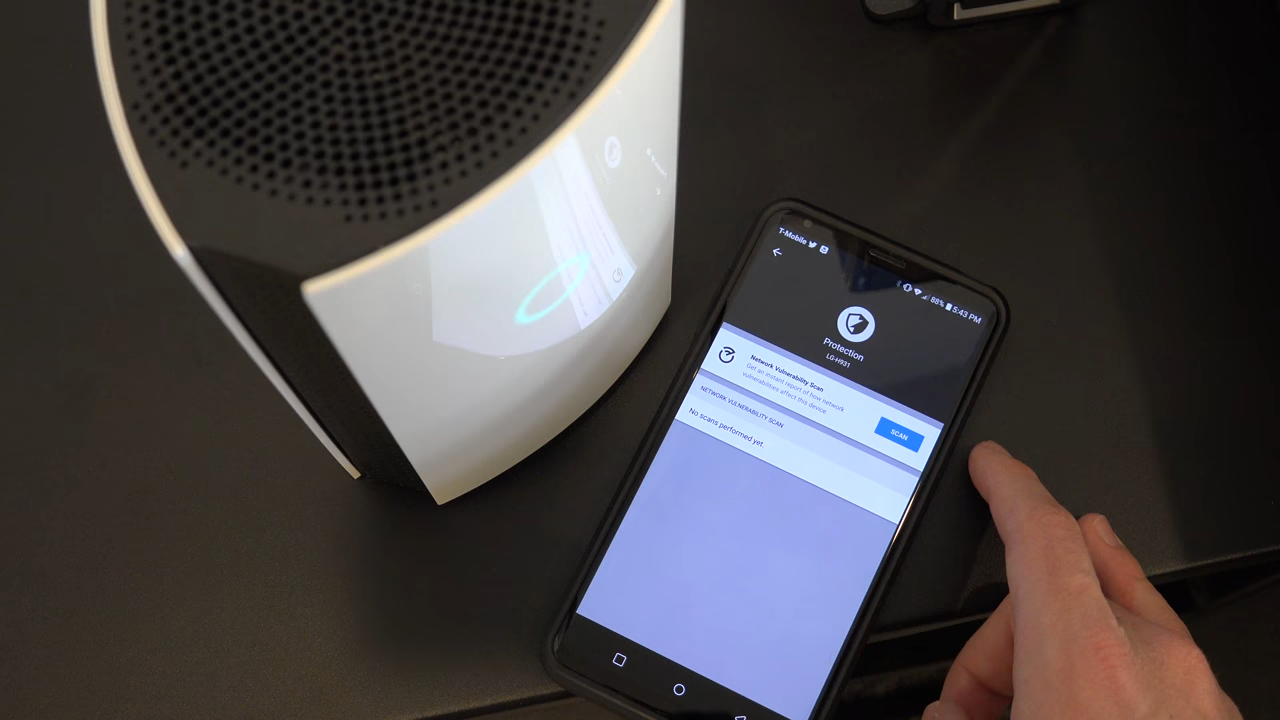 T-Mobile
88% 5:43 PM
Protection
LG-H931
Network Vulnerability Scan
Get an instant report of how network
vulnerabilities affect this device
SCAN
NETWORK VULNERABILITY SCAN
No scans performed yet.